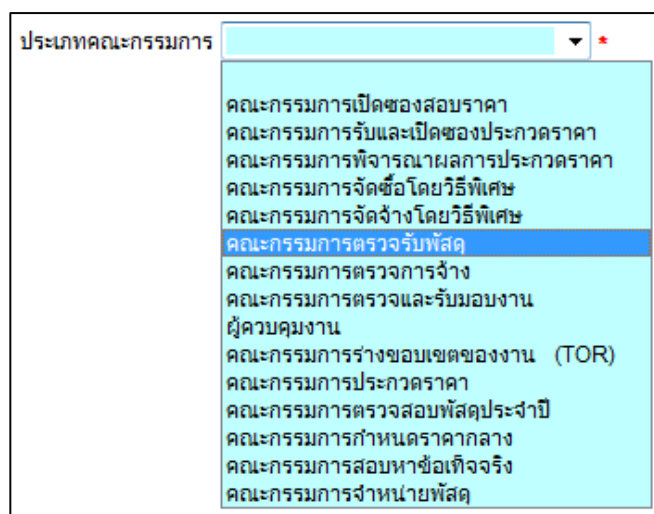 ประเภทคณะกรรมการ *
คณะกรรมการเปิดซองสอบราคา
คณะกรรมการรับและเปิดซองประกวดราคา
คณะกรรมการพิจารณาผลการประกวดราคา
คณะกรรมการจัดซื้อโดยวิธีพิเศษ
คณะกรรมการจัดจ้างโดยวิธีพิเศษ
คณะกรรมการตรวจรับพัสดุ
คณะกรรมการตรวจการจ้าง
คณะกรรมการตรวจและรับมอบงาน
ผู้ควบคุมงาน
คณะกรรมการร่างขอบเขตของงาน (TOR)
คณะกรรมการประกวดราคา
คณะกรรมการตรวจสอบพัสดุประจำปี
คณะกรรมการกำหนดราคากลาง
คณะกรรมการสอบหาข้อเท็จจริง
คณะกรรมการจำหน่ายพัสดุ